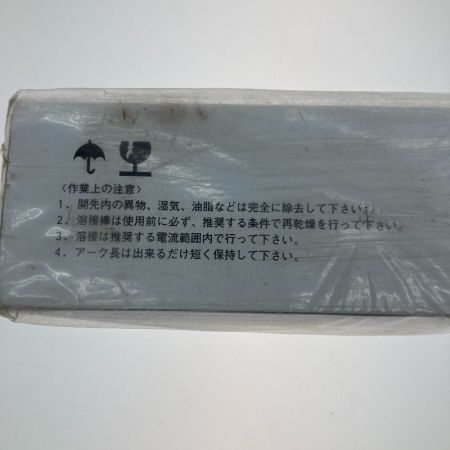 〈作業上の注意〉
1．開先内の異物、湿気、油脂などは完全に除去して下さい。
2．溶接棒は使用前に必ず、推奨する条件で再乾燥を行って下さい。
3．溶接は推奨する電流範囲内で行って下さい。
4．アーク長は出来るだけ短く保持して下さい。